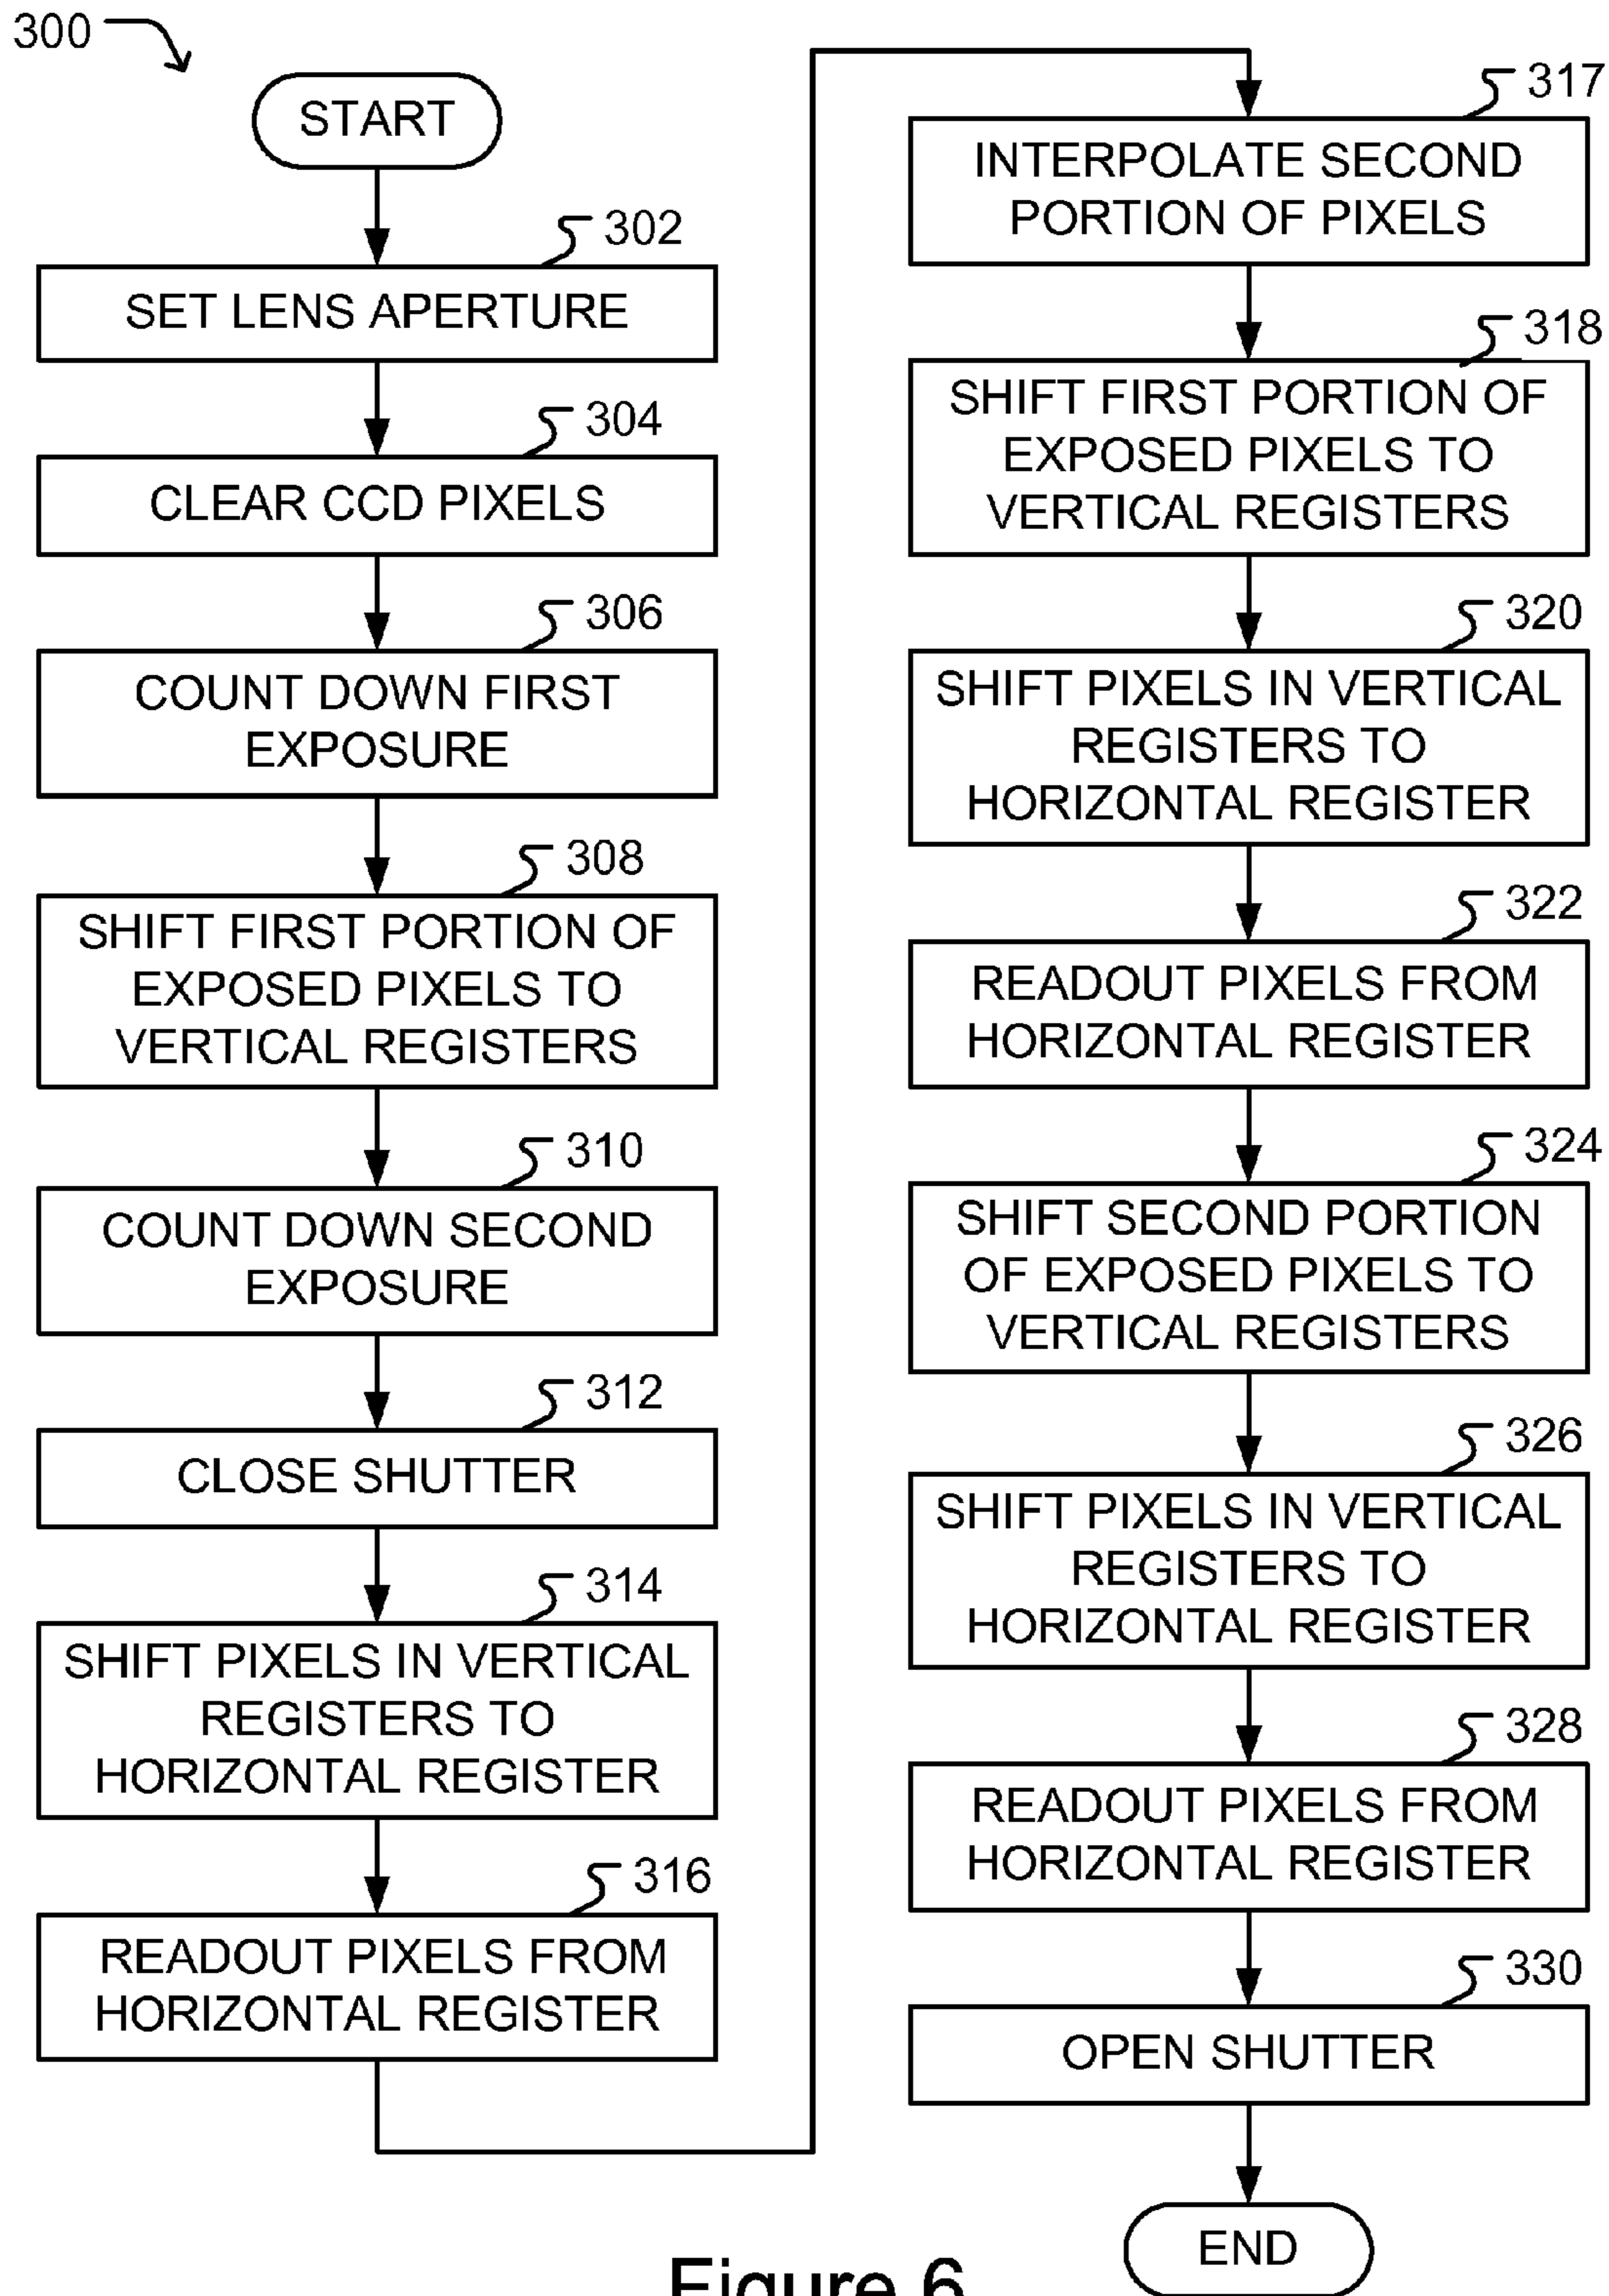 300
START
302
SET LENS APERTURE
304
CLEAR CCD PIXELS
306
COUNT DOWN FIRST
EXPOSURE
308
SHIFT FIRST PORTION OF
EXPOSED PIXELS TO
VERTICAL REGISTERS
310
COUNT DOWN SECOND
EXPOSURE
312
CLOSE SHUTTER
314
SHIFT PIXELS IN VERTICAL
REGISTERS TO
HORIZONTAL REGISTER
316
READOUT PIXELS FROM
HORIZONTAL REGISTER
317
INTERPOLATE SECOND
PORTION OF PIXELS
318
SHIFT FIRST PORTION OF
EXPOSED PIXELS TO
VERTICAL REGISTERS
320
SHIFT PIXELS IN VERTICAL
REGISTERS TO
HORIZONTAL REGISTER
322
READOUT PIXELS FROM
HORIZONTAL REGISTER
324
SHIFT SECOND PORTION
OF EXPOSED PIXELS TO
VERTICAL REGISTERS
326
SHIFT PIXELS IN VERTICAL
REGISTERS TO
HORIZONTAL REGISTER
328
READOUT PIXELS FROM
HORIZONTAL REGISTER
330
OPEN SHUTTER
END
Figure 6